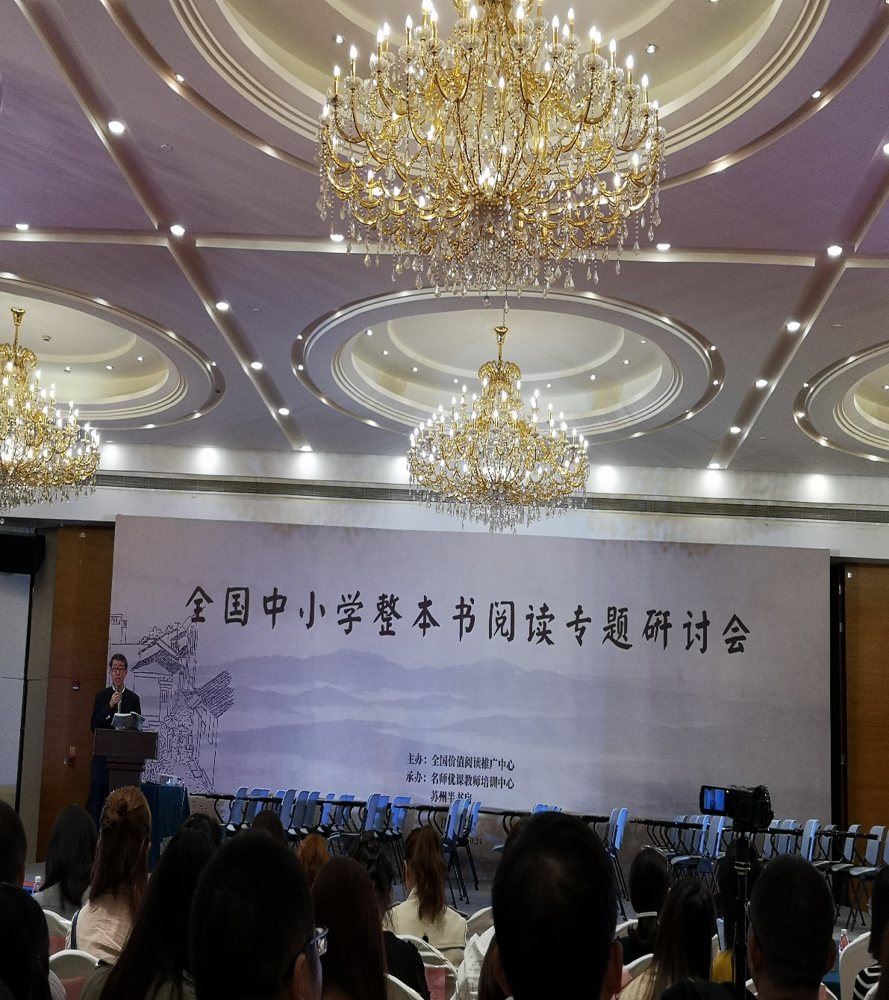 全国中小学整本书阅读专题研讨会
主办：全国价值阅读推广中心
承办：名师优课教师培训中心
苏州半书房